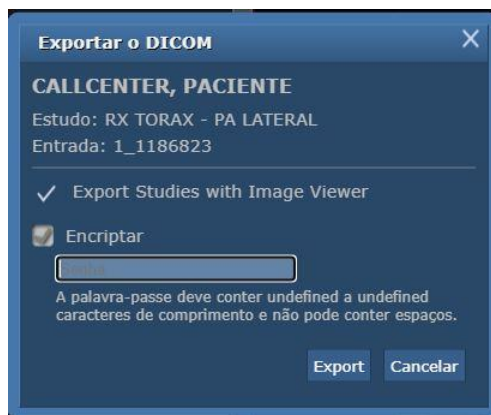 Exportar o DICOM
CALLCENTER, PACIENTE
Estudo: RX TORAX - PA LATERAL
Entrada: 1_1186823
Export Studies with Image Viewer
Encriptar
Senha
A palavra-passe deve conter undefined a undefined
caracteres de comprimento e não pode conter espaços.
Export Cancelar